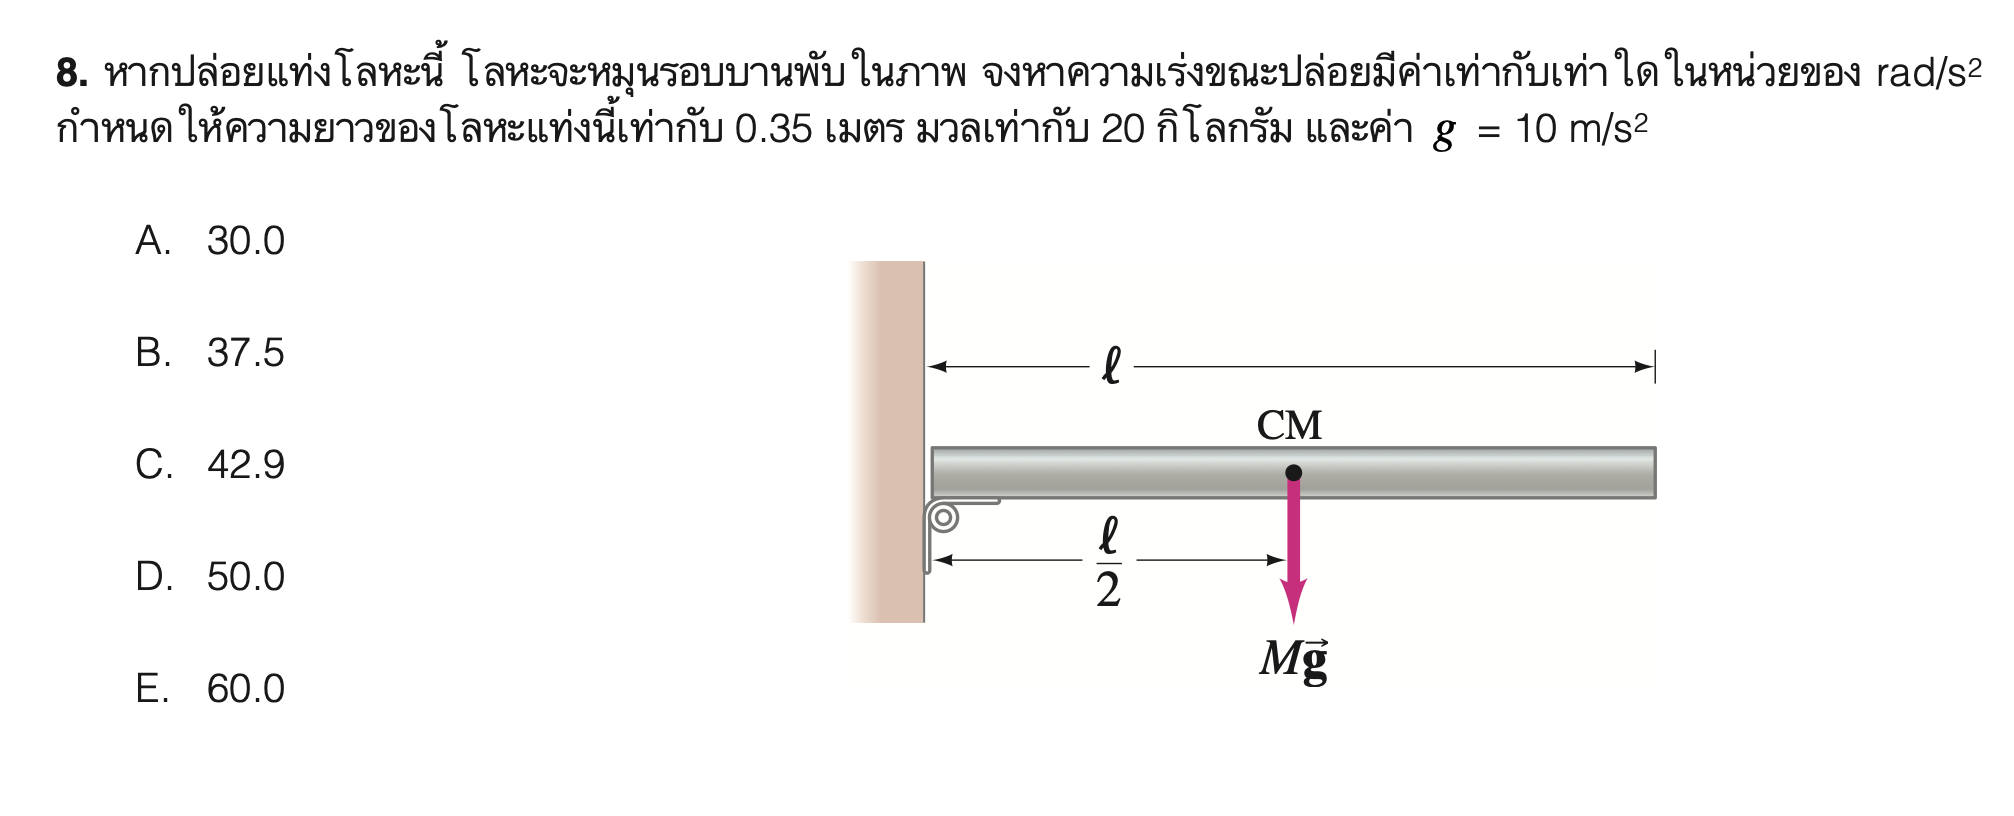 8. หากปล่อยแท่งโลหะนี้ โลหะจะหมุนรอบบานพับในภาพ จงหาความเร่งขณะปล่อยมีค่าเท่ากับเท่าใดในหน่วยของ rad/s²
กำหนดให้ความยาวของโลหะแท่งนี้เท่ากับ 0.35 เมตร มวลเท่ากับ 20 กิโลกรัม และค่า g = 10 m/s²
A. 30.0
B. 37.5
C. 42.9
D. 50.0
E. 60.0
ℓ
CM
ℓ
2
Mg⃗